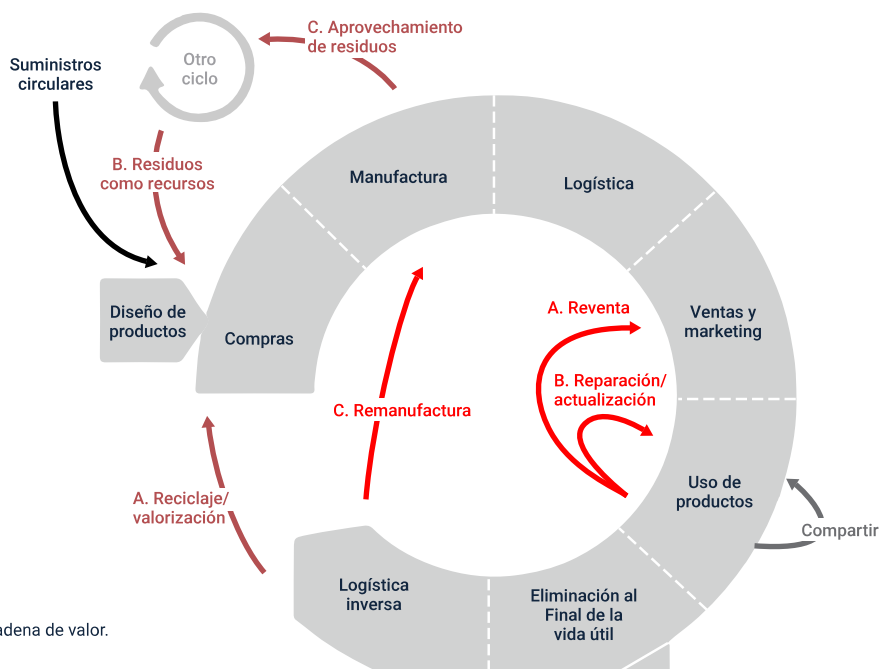 C. Aprovechamiento
de residuos
Otro
ciclo
Suministros
circulares
B. Residuos
como recursos
Manufactura
Logística
Diseño de
productos
Compras
A. Reventa
Ventas y
marketing
B. Reparación/
actualización
C. Remanufactura
A. Reciclaje/
valorización
Uso de
productos
Compartir
Logística
inversa
Eliminación al
Final de la
vida útil
de valor.